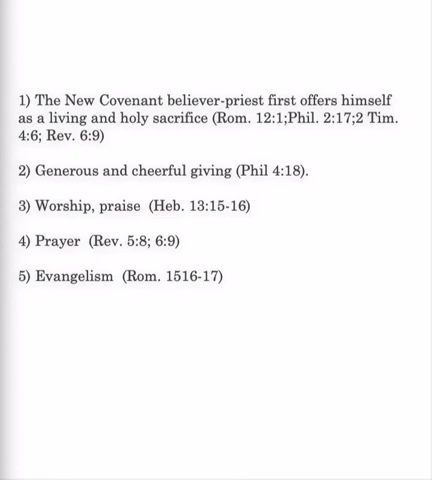 1) The New Covenant believer-priest first offers himself
as a living and holy sacrifice (Rom. 12:1;Phil. 2:17;2 Tim.
4:6; Rev. 6:9)
2) Generous and cheerful giving (Phil 4:18).
3) Worship, praise  (Heb. 13:15-16)
4) Prayer  (Rev. 5:8; 6:9)
5) Evangelism  (Rom. 1516-17)